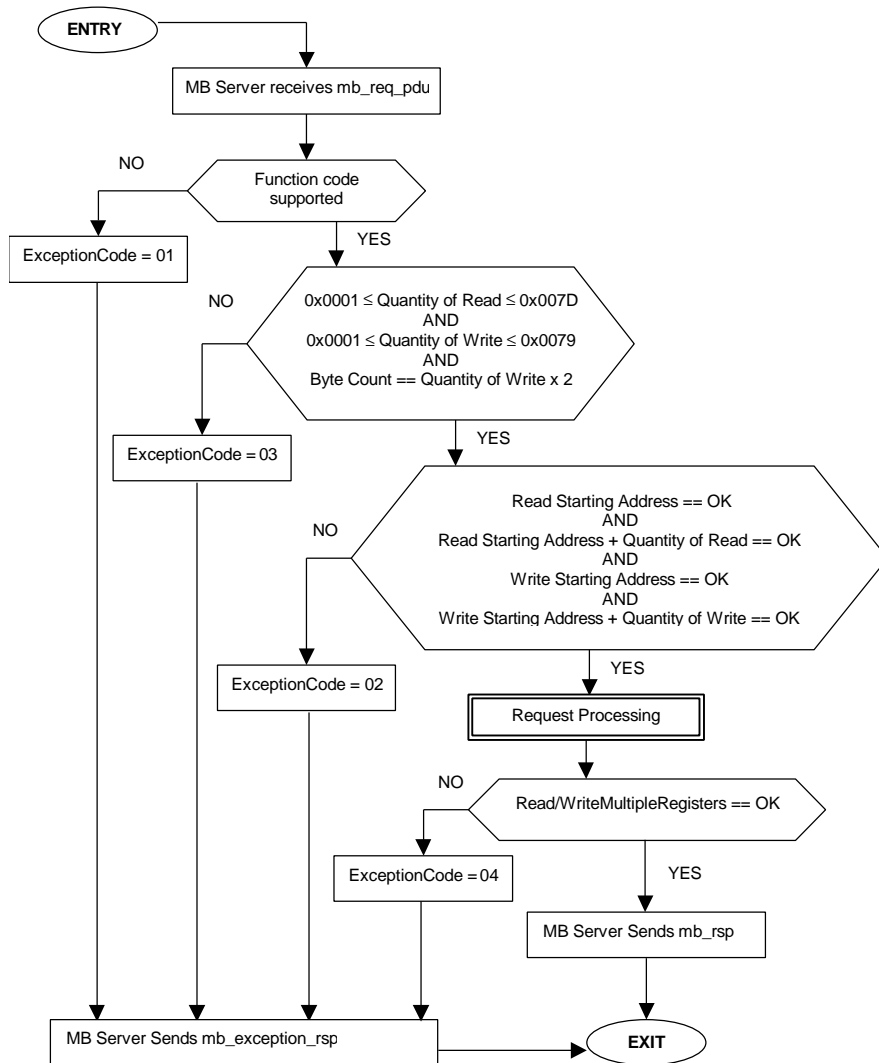 ENTRY
MB Server receives mb_req_pdu
NO
Function code
supported
YES
ExceptionCode = 01
NO
0x0001 ≤ Quantity of Read ≤ 0x007D
AND
0x0001 ≤ Quantity of Write ≤ 0x0079
AND
Byte Count == Quantity of Write x 2
YES
ExceptionCode = 03
NO
Read Starting Address == OK
AND
Read Starting Address + Quantity of Read == OK
AND
Write Starting Address == OK
AND
Write Starting Address + Quantity of Write == OK
YES
ExceptionCode = 02
Request Processing
NO
Read/WriteMultipleRegisters == OK
YES
ExceptionCode = 04
MB Server Sends mb_rsp
MB Server Sends mb_exception_rsp
EXIT